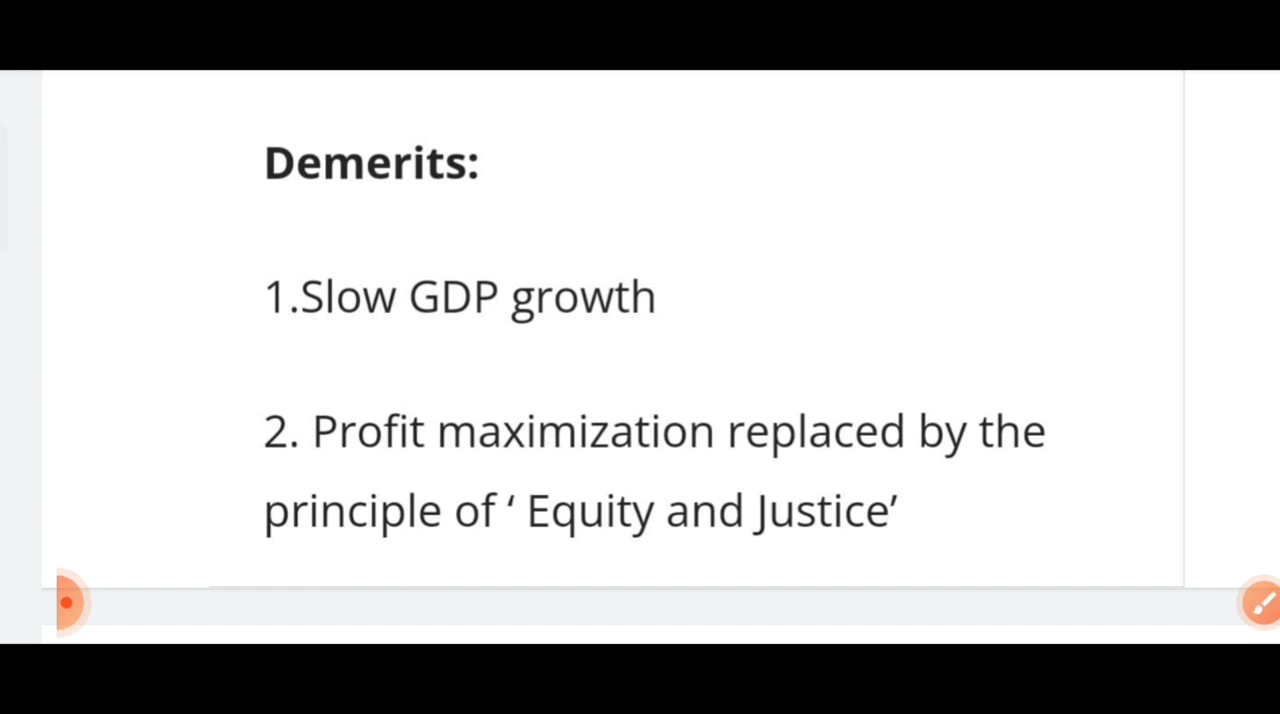 Demerits:
1.Slow GDP growth
2. Profit maximization replaced by the
principle of ‘ Equity and Justice’